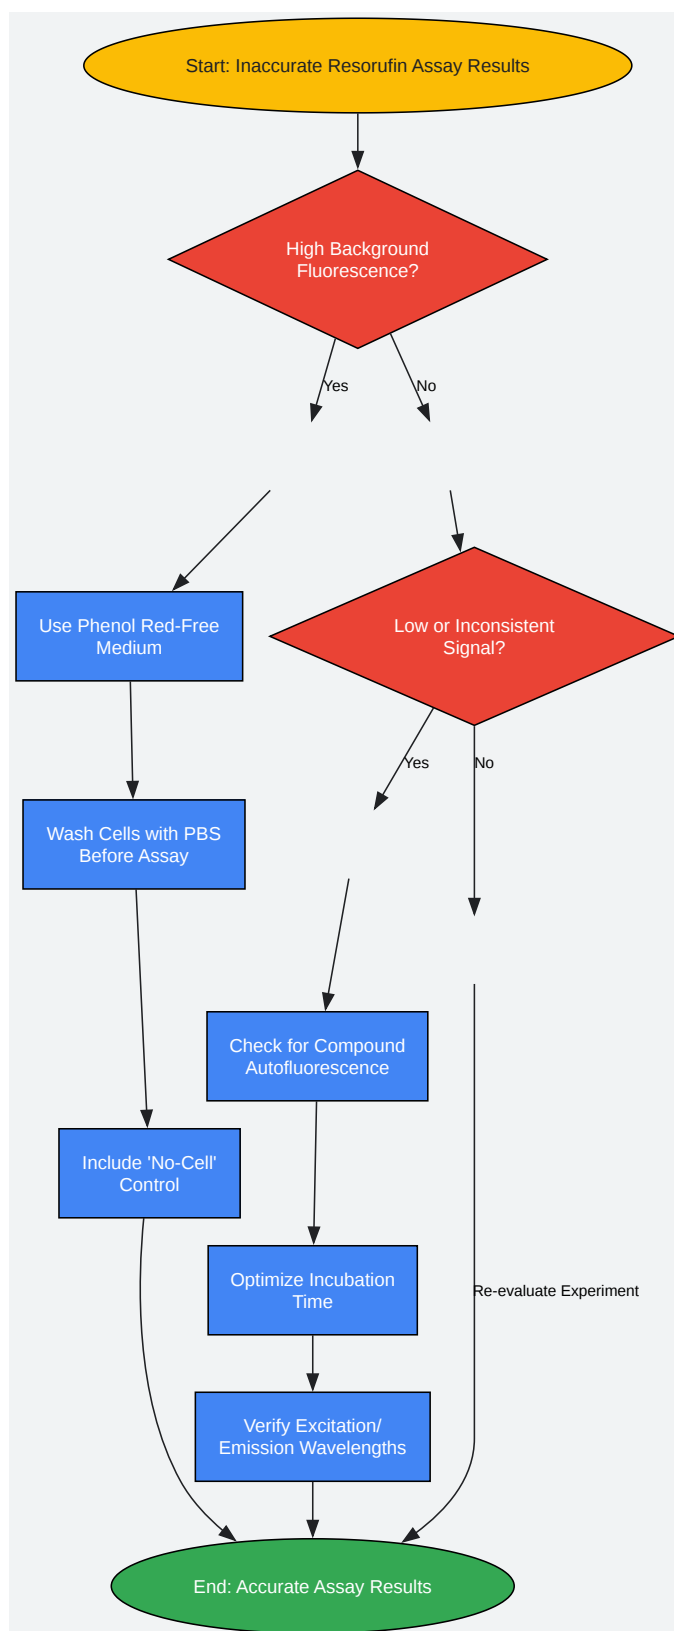 Start: Inaccurate Resorufin Assay Results
High Background
Fluorescence?
Yes
No
Use Phenol Red-Free
Medium
Low or Inconsistent
Signal?
Yes
No
Wash Cells with PBS
Before Assay
Check for Compound
Autofluorescence
Include 'No-Cell'
Control
Optimize Incubation
Time
Re-evaluate Experiment
Verify Excitation/
Emission Wavelengths
End: Accurate Assay Results